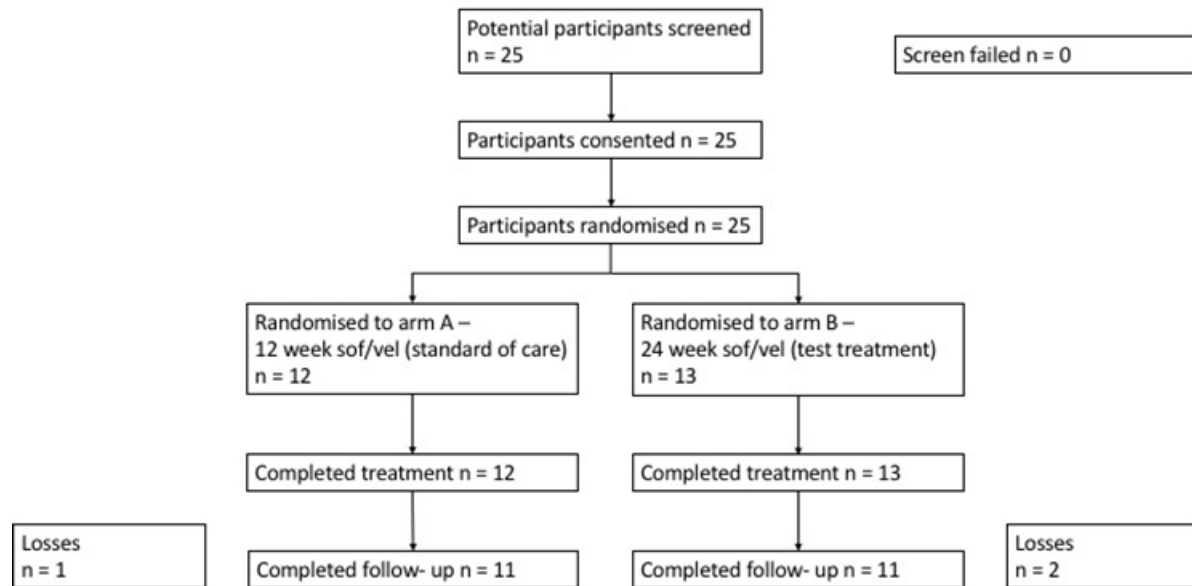 Potential participants screened
n = 25
Screen failed n = 0
Participants consented n = 25
Participants randomised n = 25
Randomised to arm A –
12 week sof/vel (standard of care)
n = 12
Randomised to arm B –
24 week sof/vel (test treatment)
n = 13
Completed treatment n = 12
Completed treatment n = 13
Losses
n = 1
Completed follow- up n = 11
Completed follow- up n = 11
Losses
n = 2